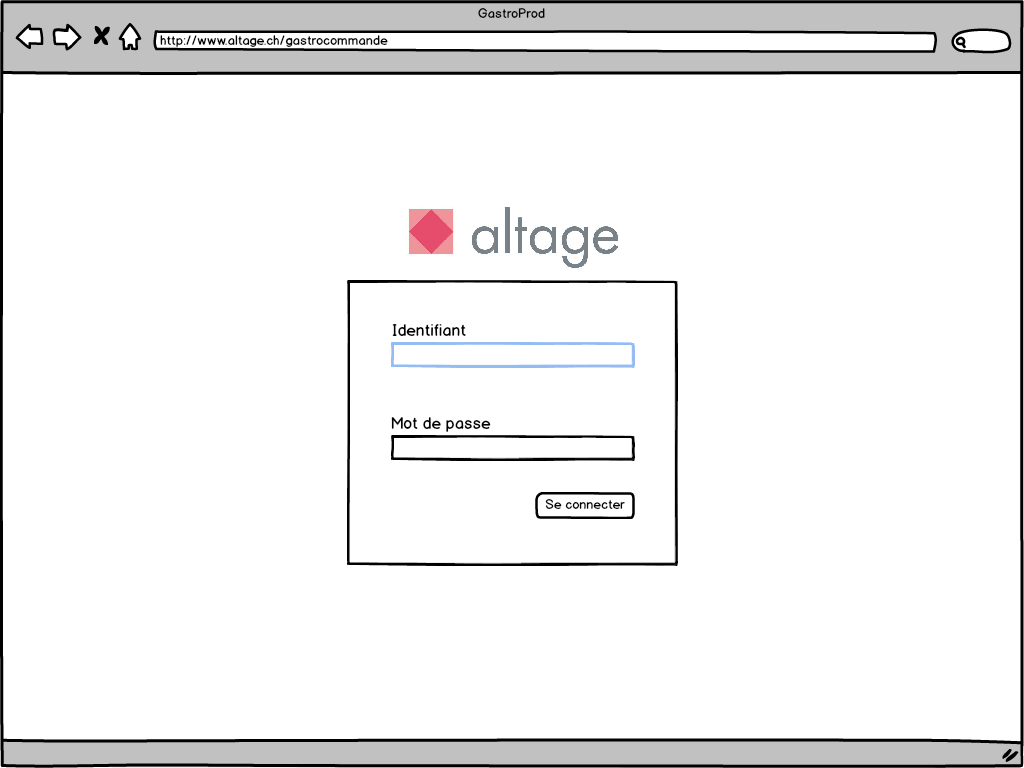 GastroProd
http://www.altage.ch/gastrocommande
altage
Identifiant
Mot de passe
Se connecter